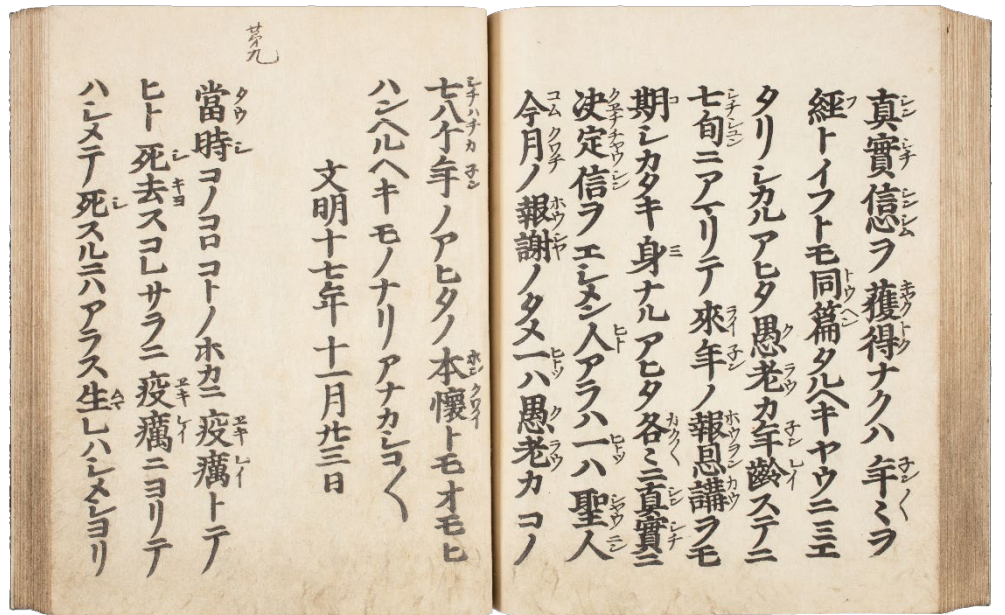 真實信心ヲ獲得ナクハ年〻ヲ
經トイフトモ同篇タルヘキヤウニミエ
タリシカルアヒタ愚老カ年齡ステニ
七旬ニアマリテ來年ノ報恩講ヲモ
期シカタキ身ナルアヒタ各〻ニ真實ニ
决定信ヲエシメン人アラハ一ハ聖人
今月ノ報謝ノタメ一ハ愚老カコノ
七八ケ年ノアヒタノ本懷トモオモヒ
ハンヘルヘキモノナリアナカシコ〱
文明十七年十一月廿三日
第九
當時コノコロコトノホカニ疫癘トテ
ヒト死去スコレサラニ疫癘ニヨリテ
ハシメテ死スルニハアラス生レハシメシヨリ